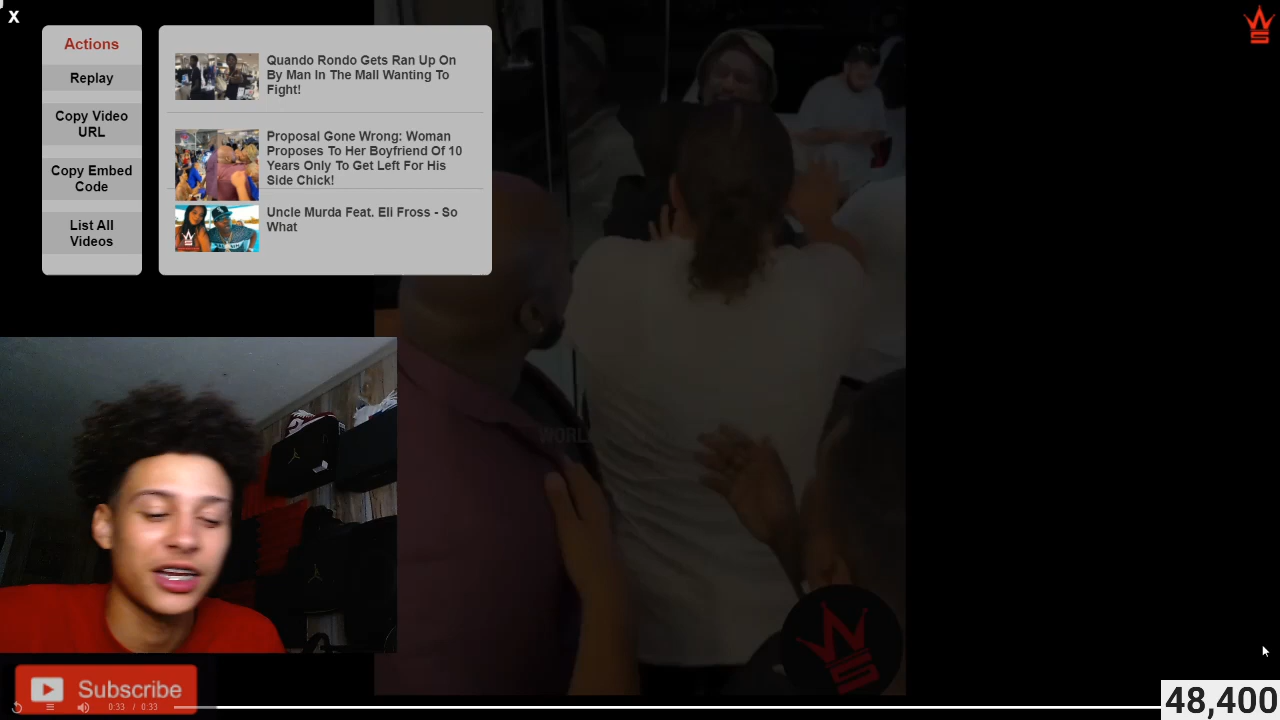 X
Actions
Replay
Copy Video
URL
Copy Embed
Code
List All
Videos
Quando Rondo Gets Ran Up On
By Man In The Mall Wanting To
Fight!
Proposal Gone Wrong: Woman
Proposes To Her Boyfriend Of 10
Years Only To Get Left For His
Side Chick!
Uncle Murda Feat. Eli Fross - So
What
Subscribe
0:33 / 0:33
48,400